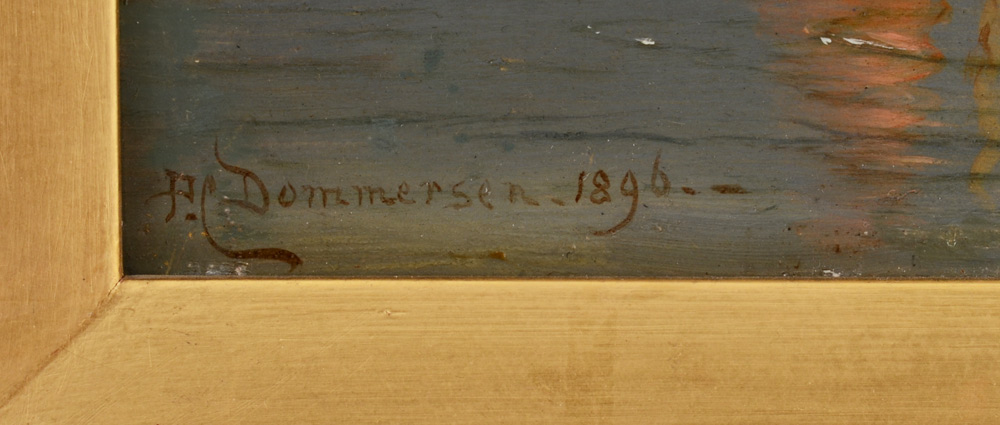 P. C Dommersen. 1896. -